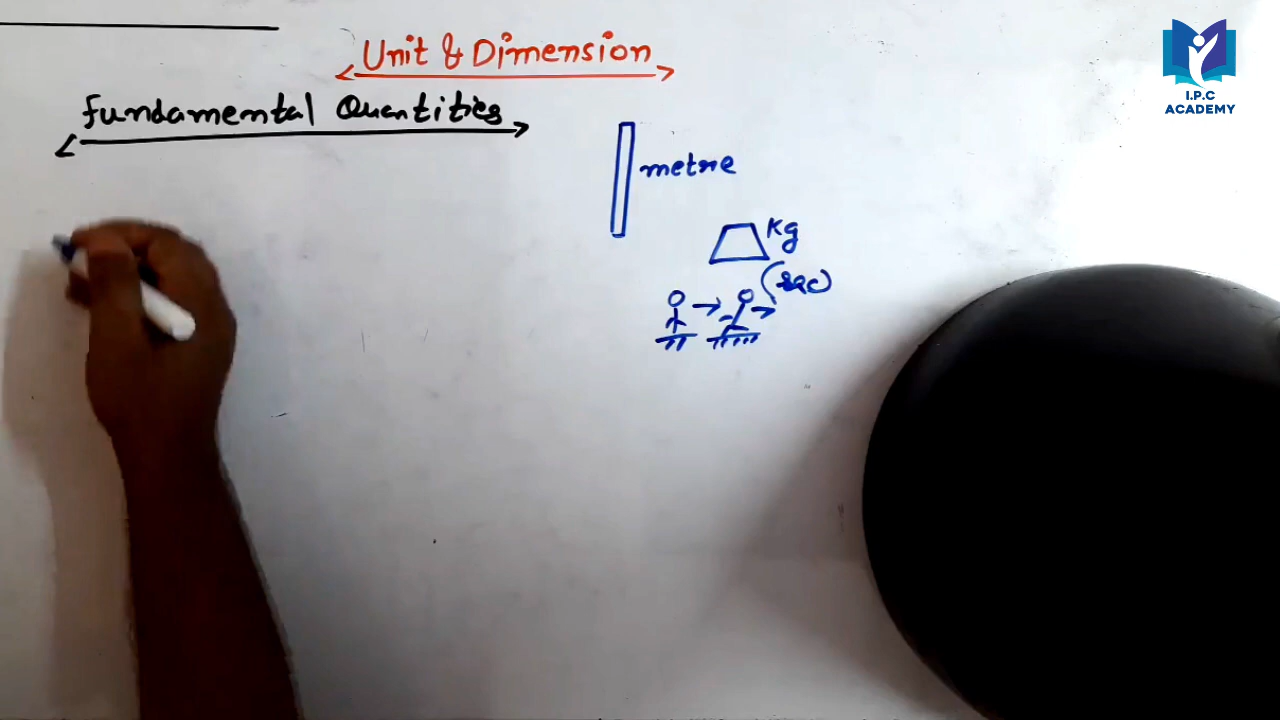 Unit & Dimension
Fundamental Quantities
metre
Kg
(sec)
I.P.C
ACADEMY